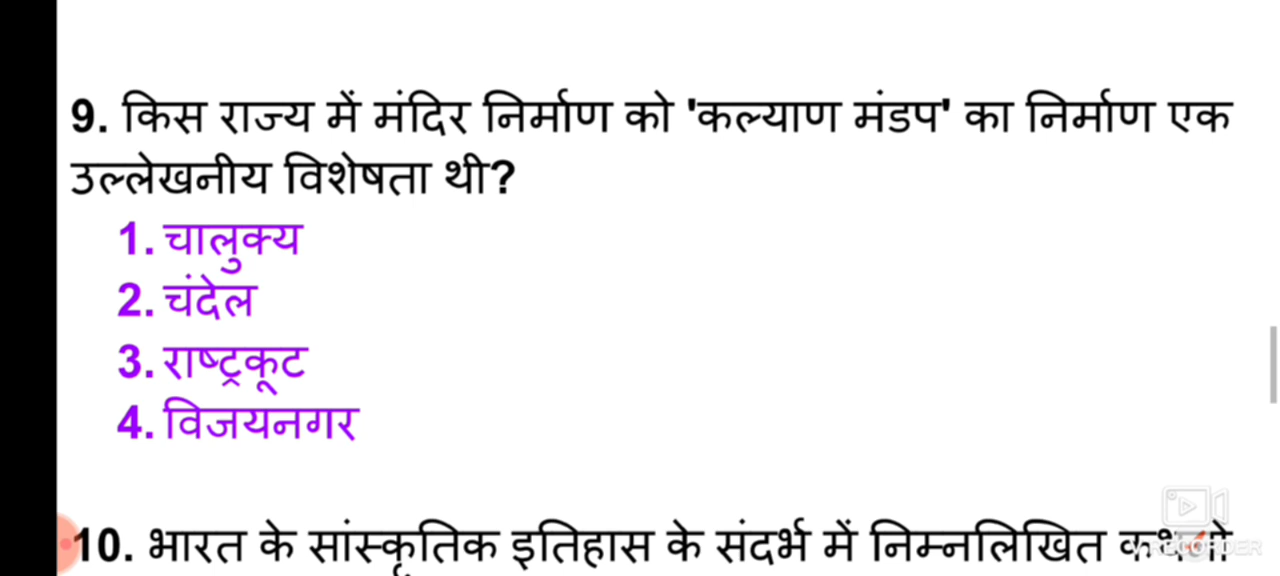 9. किस राज्य में मंदिर निर्माण को 'कल्याण मंडप' का निर्माण एक
उल्लेखनीय विशेषता थी?
1. चालुक्य
2. चंदेल
3. राष्ट्रकूट
4. विजयनगर
10. भारत के सांस्कृतिक इतिहास के संदर्भ में निम्नलिखित